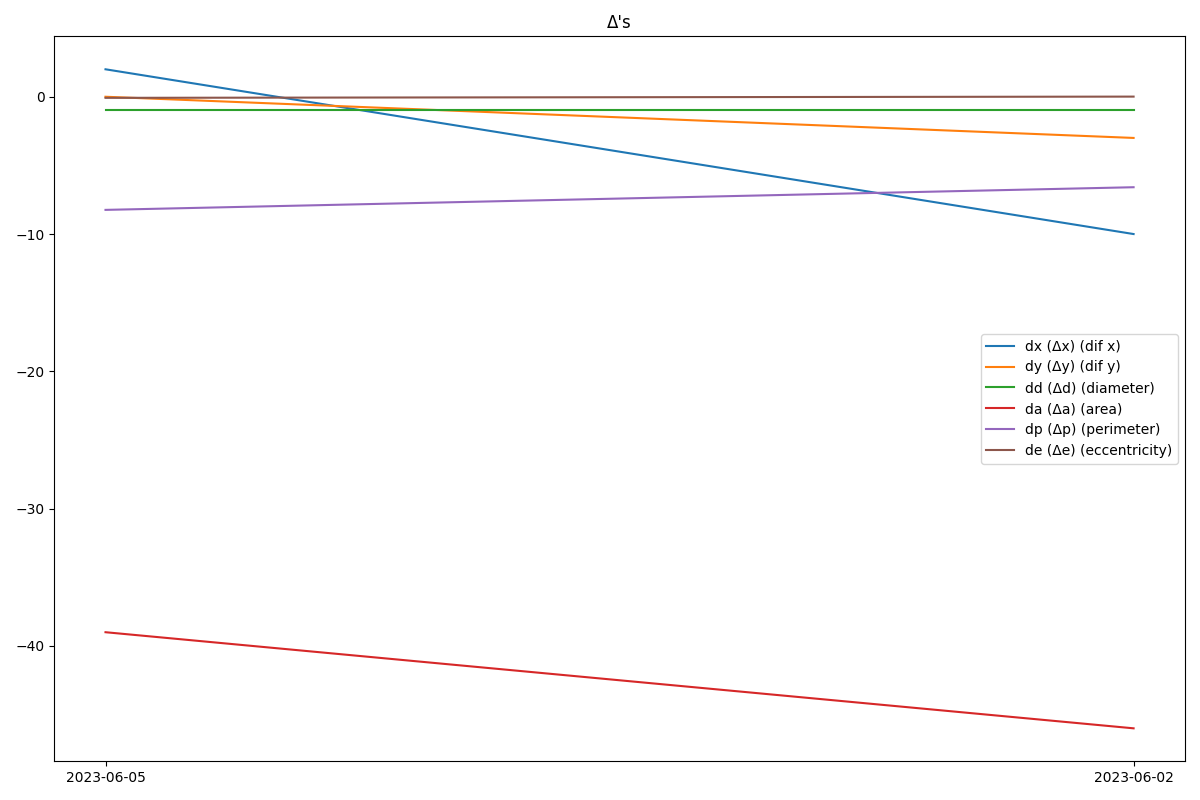 Δ's
0
−10
−20
−30
−40
dx (Δx) (dif x)
dy (Δy) (dif y)
dd (Δd) (diameter)
da (Δa) (area)
dp (Δp) (perimeter)
de (Δe) (eccentricity)
2023-06-05
2023-06-02